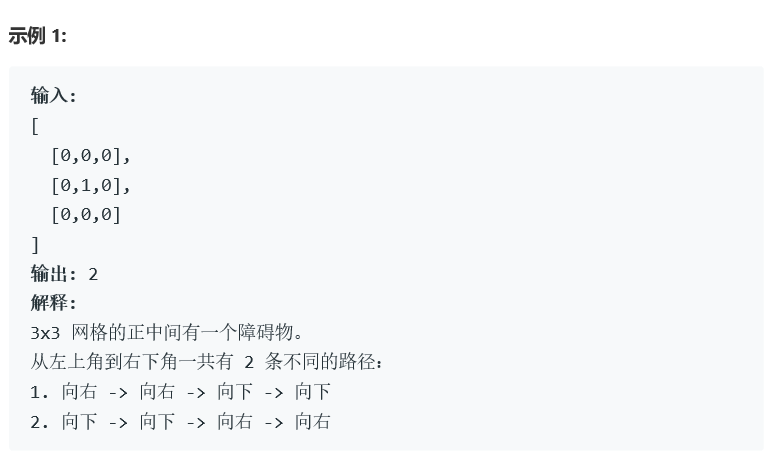 示例 1:
输入:
[
  [0,0,0],
  [0,1,0],
  [0,0,0]
]
输出: 2
解释:
3x3 网格的正中间有一个障碍物。
从左上角到右下角一共有 2 条不同的路径：
1. 向右 -> 向右 -> 向下 -> 向下
2. 向下 -> 向下 -> 向右 -> 向右